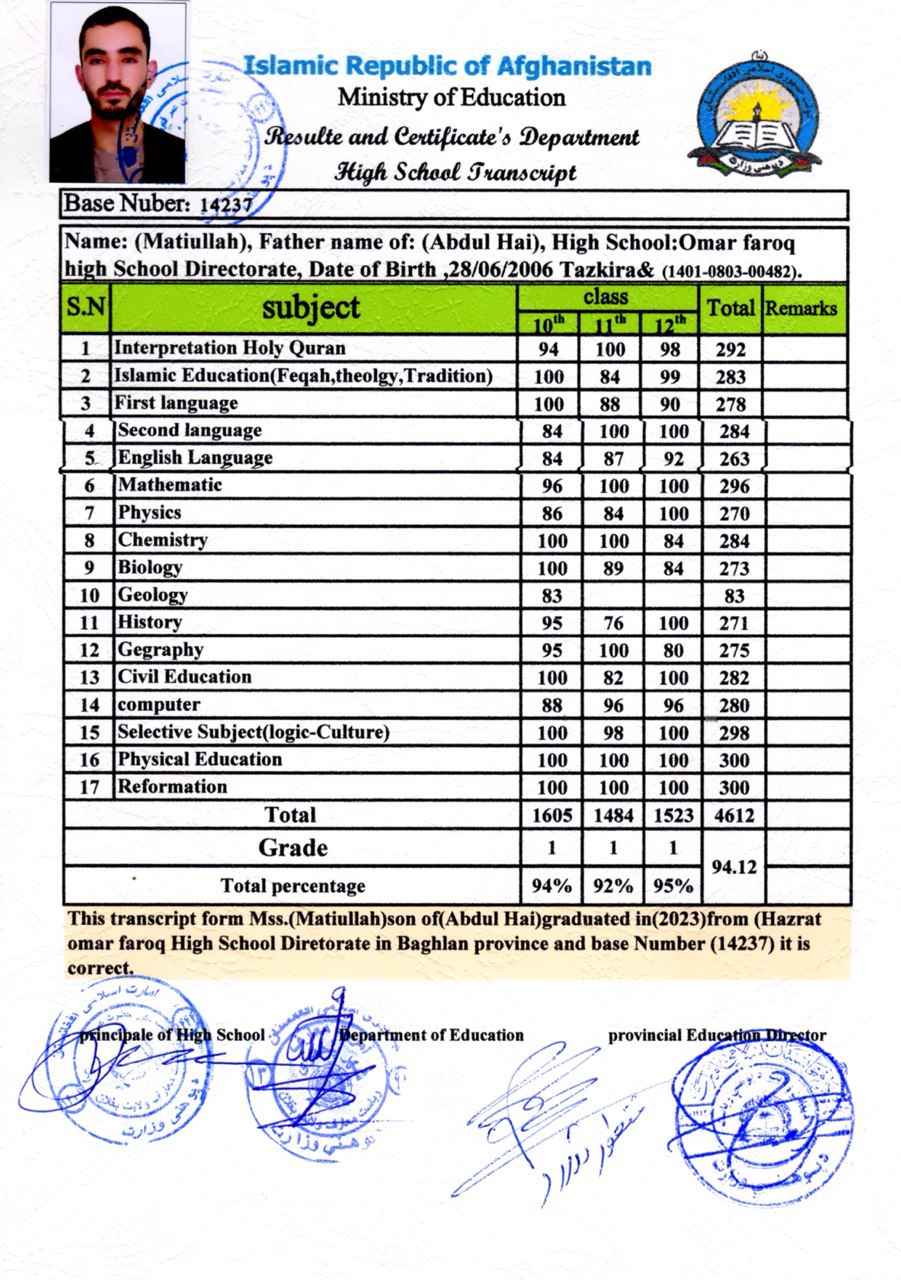 Islamic Republic of Afghanistan
Ministry of Education
Resulte and Certificate's Department
High School Transcript
Base Nuber: 14237
Name: (Matiullah), Father name of: (Abdul Hai), High School:Omar faroq
high School Directorate, Date of Birth ,28/06/2006 Tazkira& (1401-0803-00482).
S.N subject class Total Remarks
10th 11th 12th
1 Interpretation Holy Quran 94 100 98 292
2 Islamic Education(Feqah,theolgy,Tradition) 100 84 99 283
3 First language 100 88 90 278
4 Second language 84 100 100 284
5 English Language 84 87 92 263
6 Mathematic 96 100 100 296
7 Physics 86 84 100 270
8 Chemistry 100 100 84 284
9 Biology 100 89 84 273
10 Geology 83 83
11 History 95 76 100 271
12 Gegraphy 95 100 80 275
13 Civil Education 100 82 100 282
14 computer 88 96 96 280
15 Selective Subject(logic-Culture) 100 98 100 298
16 Physical Education 100 100 100 300
17 Reformation 100 100 100 300
Total 1605 1484 1523 4612
Grade 1 1 1 94.12
Total percentage 94% 92% 95%
This transcript form Mss.(Matiullah)son of(Abdul Hai)graduated in(2023)from (Hazrat
omar faroq High School Diretorate in Baghlan province and base Number (14237) it is
correct.
principale of High School Department of Education provincial Education Director